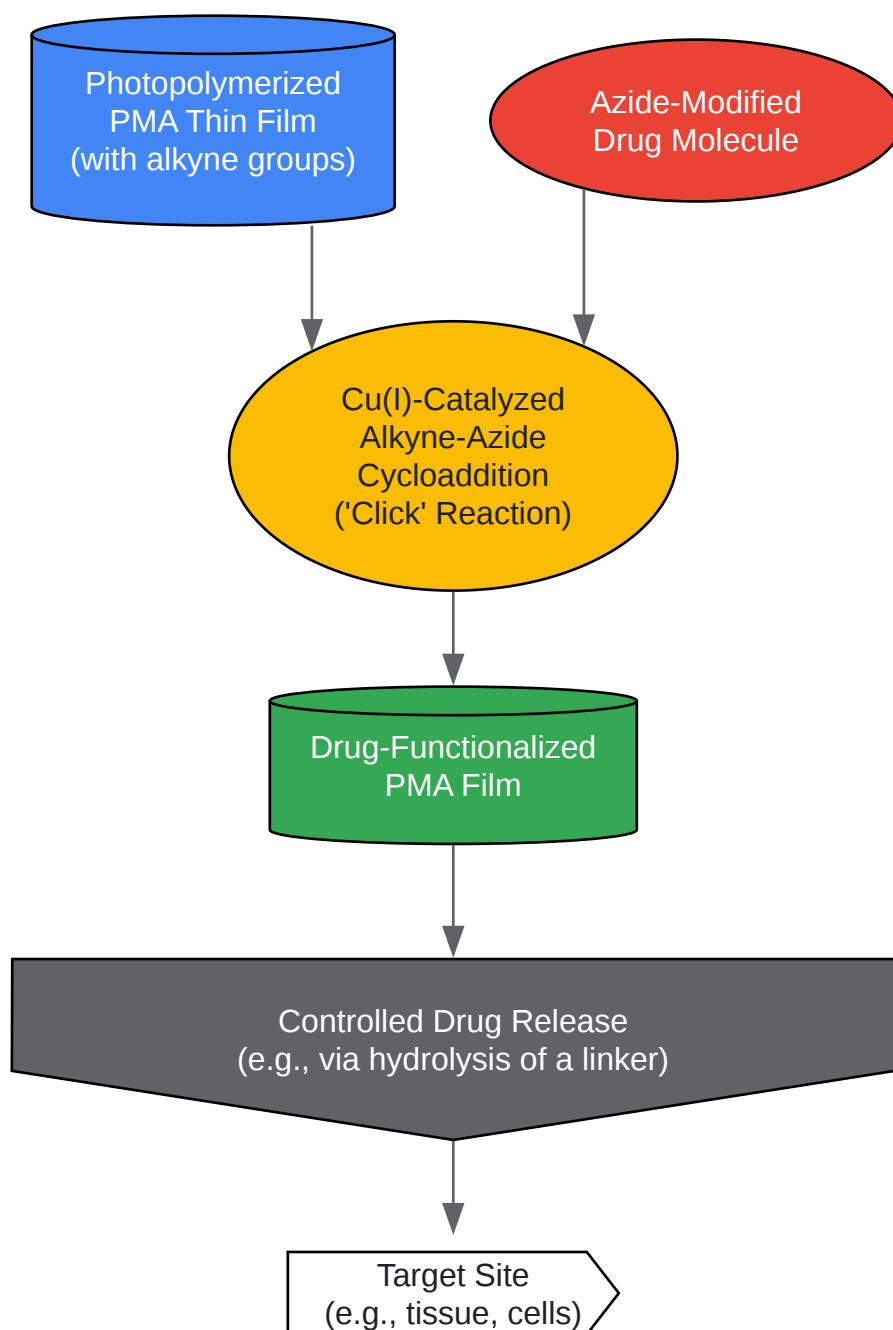 Photopolymerized
PMA Thin Film
(with alkyne groups)
Azide-Modified
Drug Molecule
Cu(I)-Catalyzed
Alkyne-Azide
Cycloaddition
('Click' Reaction)
Drug-Functionalized
PMA Film
Controlled Drug Release
(e.g., via hydrolysis of a linker)
Target Site
(e.g., tissue, cells)